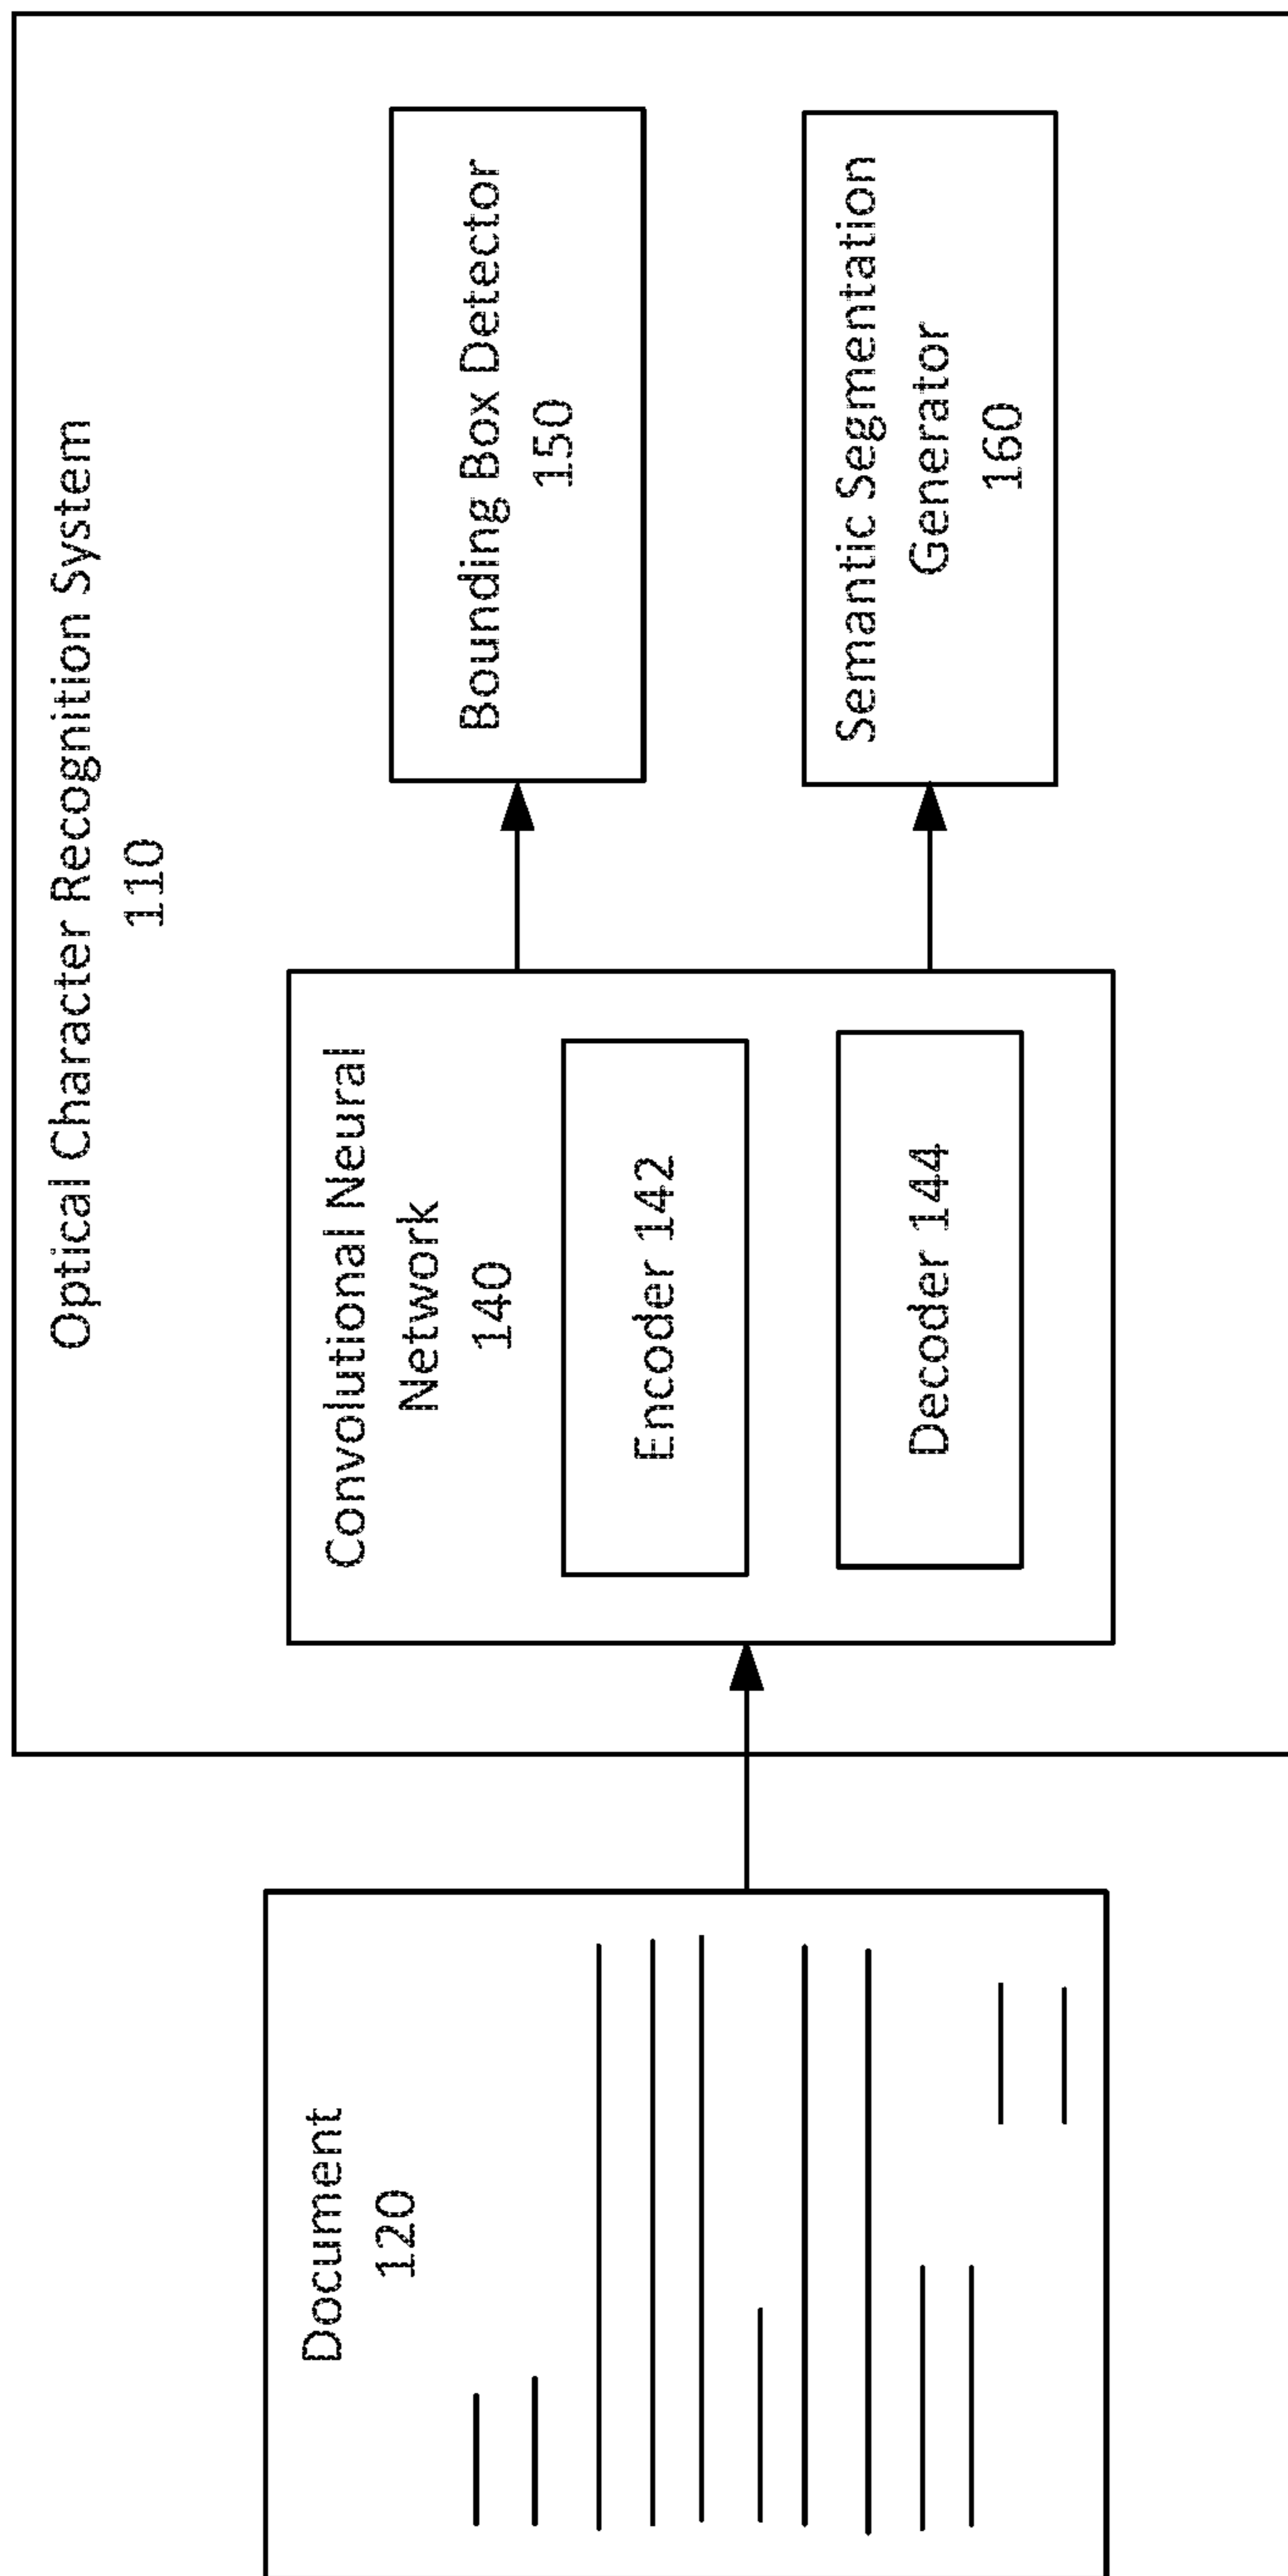 Optical Character Recognition System
110
Document
120
Convolutional Neural
Network
140
Encoder 142
Decoder 144
Bounding Box Detector
150
Semantic Segmentation
Generator
160